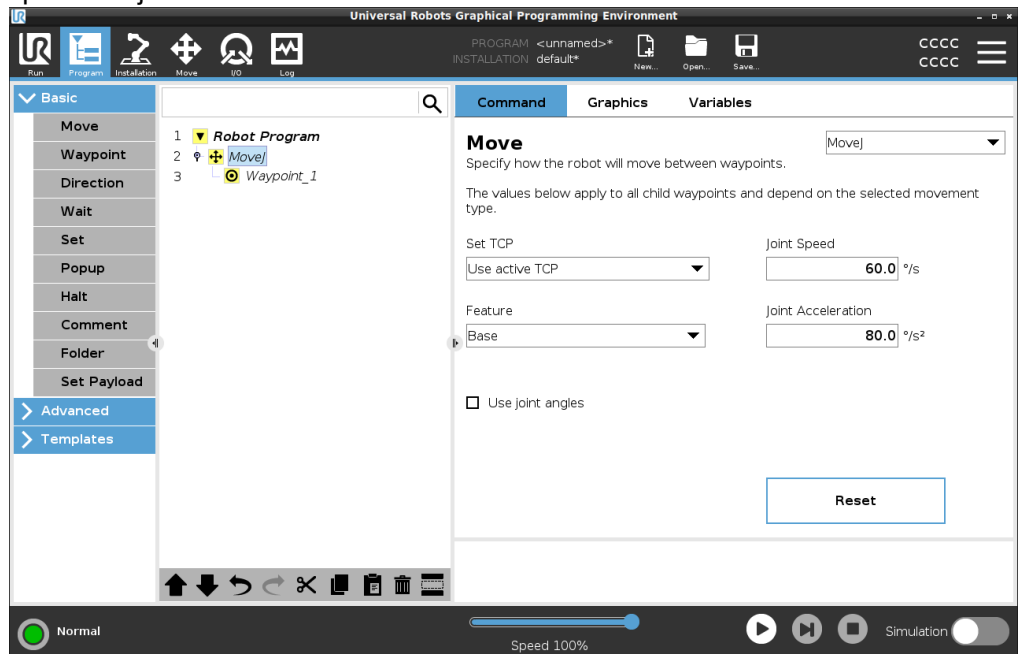 Universal Robots Graphical Programming Environment
Run
Program
Installation
Move
I/O
Log
PROGRAM <unnamed>*
INSTALLATION default*
New...
Open...
Save...
CCCC
CCCC
Basic
Move
Waypoint
Direction
Wait
Set
Popup
Halt
Comment
Folder
Set Payload
Advanced
Templates
1 Robot Program
2 MoveJ
3 Waypoint_1
Command Graphics Variables
Move
MoveJ
Specify how the robot will move between waypoints.
The values below apply to all child waypoints and depend on the selected movement
type.
Set TCP
Joint Speed
Use active TCP
60.0 °/s
Feature
Joint Acceleration
Base
80.0 °/s²
Use joint angles
Reset
Normal
Speed 100%
Simulation